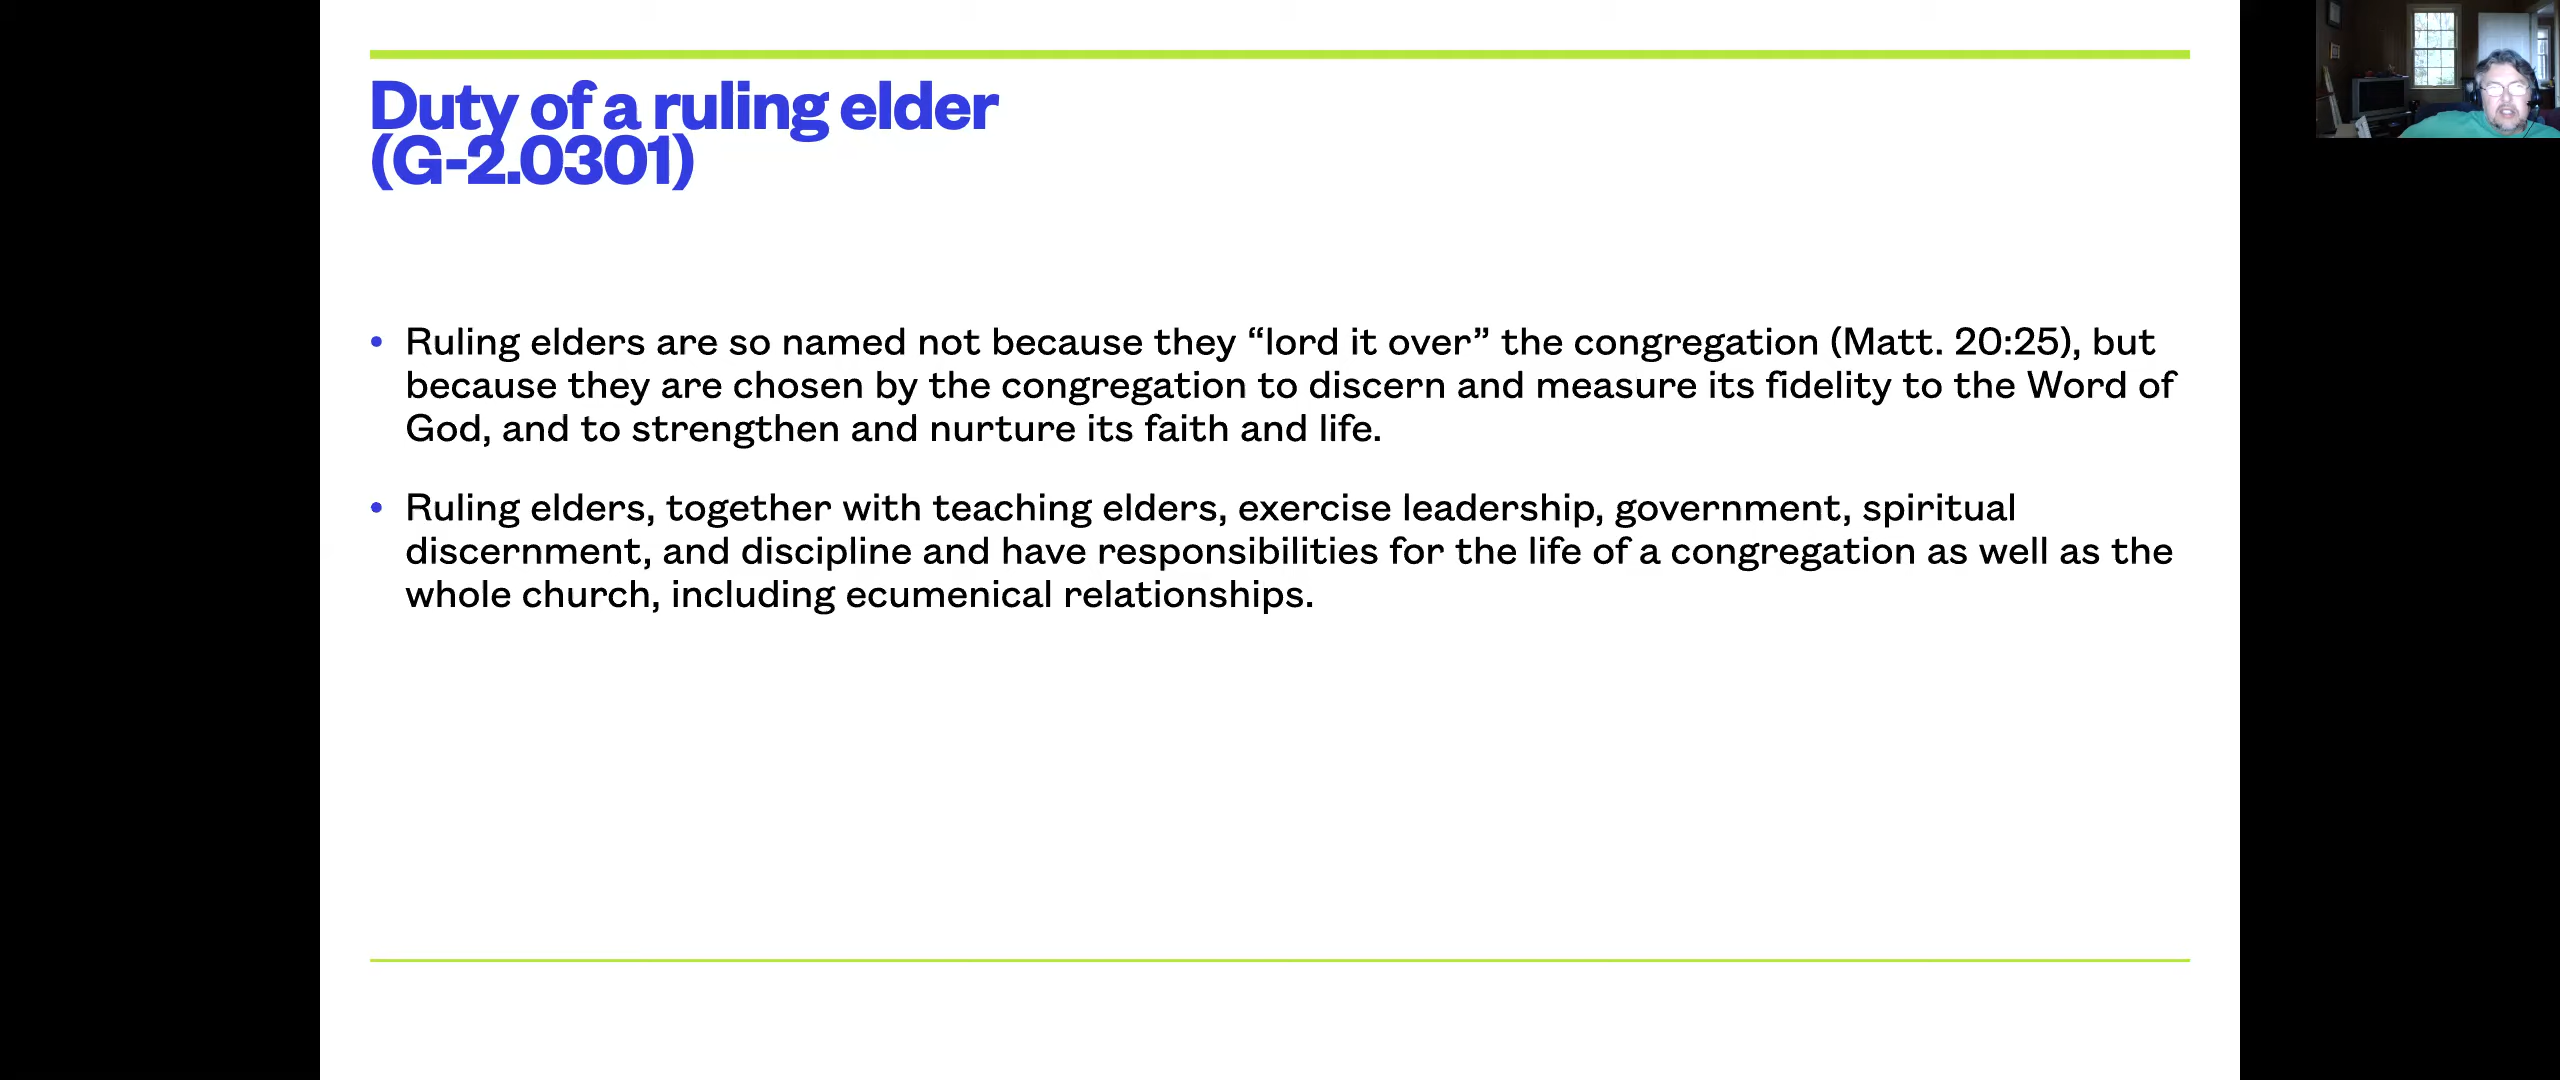 Duty of a ruling elder
(G-2.0301)
• Ruling elders are so named not because they “lord it over” the congregation (Matt. 20:25), but
because they are chosen by the congregation to discern and measure its fidelity to the Word of
God, and to strengthen and nurture its faith and life.
• Ruling elders, together with teaching elders, exercise leadership, government, spiritual
discernment, and discipline and have responsibilities for the life of a congregation as well as the
whole church, including ecumenical relationships.